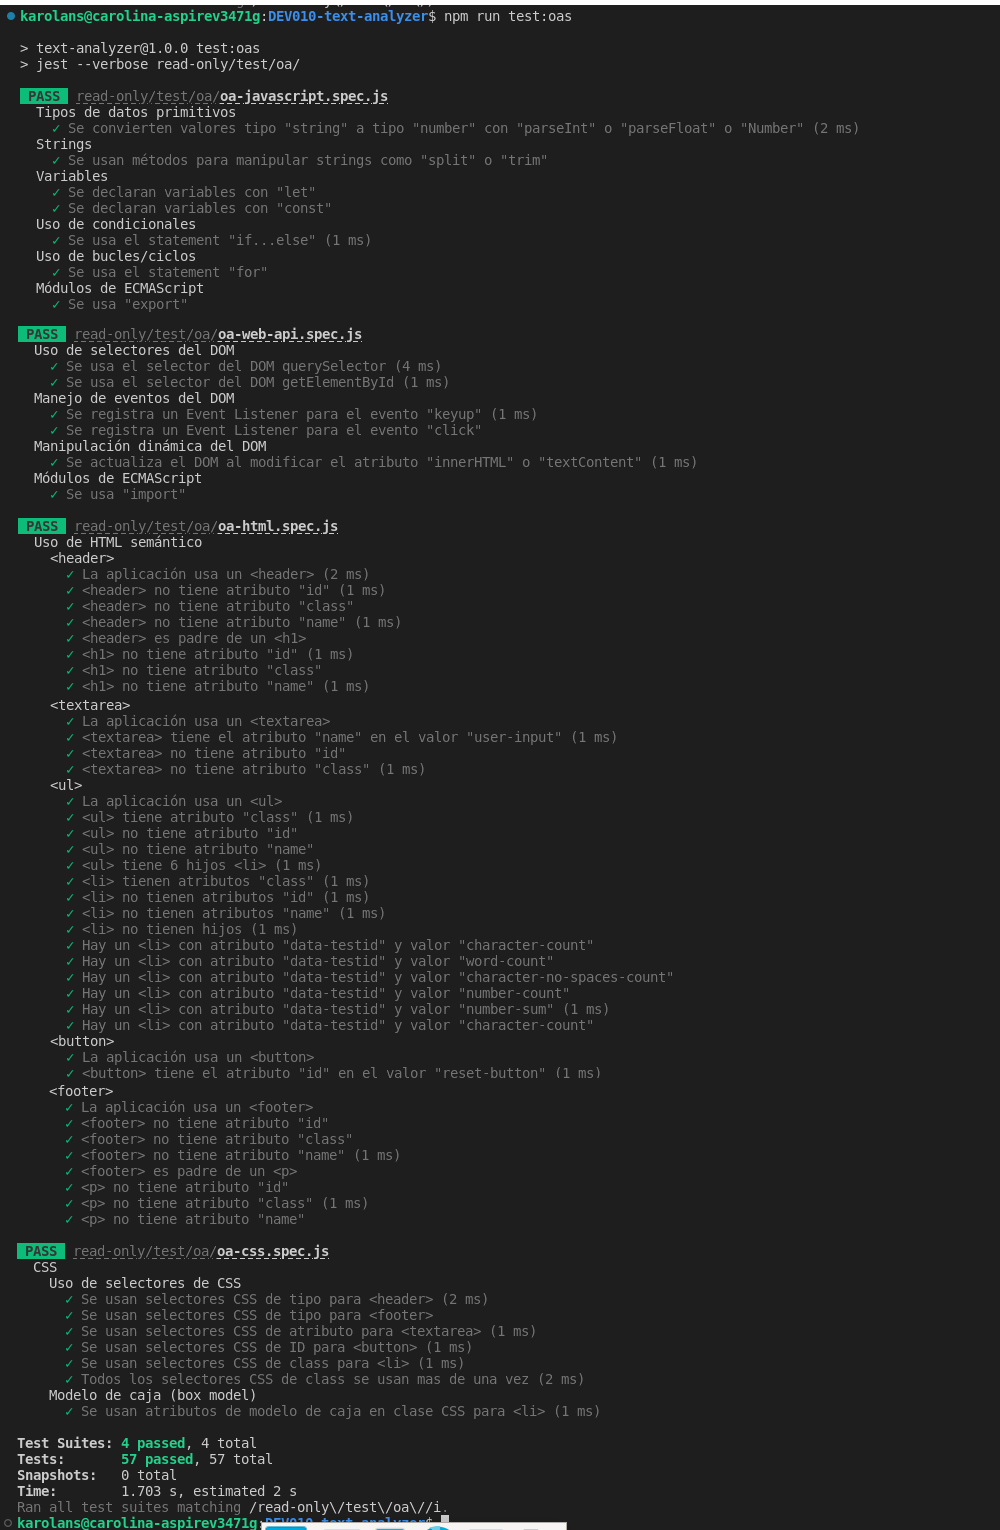 karolans@carolina-aspirev3471g:DEV010-text-analyzer$ npm run test:oas
> text-analyzer@1.0.0 test:oas
> jest --verbose read-only/test/oa/
PASS read-only/test/oa/oa-javascript.spec.js
Tipos de datos primitivos
✓ Se convierten valores tipo "string" a tipo "number" con "parseInt" o "parseFloat" o "Number" (2 ms)
Strings
✓ Se usan métodos para manipular strings como "split" o "trim"
Variables
✓ Se declaran variables con "let"
✓ Se declaran variables con "const"
Uso de condicionales
✓ Se usa el statement "if...else" (1 ms)
Uso de bucles/ciclos
✓ Se usa el statement "for"
Módulos de ECMAScript
✓ Se usa "export"
PASS read-only/test/oa/oa-web-api.spec.js
Uso de selectores del DOM
✓ Se usa el selector del DOM querySelector (4 ms)
✓ Se usa el selector del DOM getElementById (1 ms)
Manejo de eventos del DOM
✓ Se registra un Event Listener para el evento "keyup" (1 ms)
✓ Se registra un Event Listener para el evento "click"
Manipulación dinámica del DOM
✓ Se actualiza el DOM al modificar el atributo "innerHTML" o "textContent" (1 ms)
Módulos de ECMAScript
✓ Se usa "import"
PASS read-only/test/oa/oa-html.spec.js
Uso de HTML semántico
<header>
✓ La aplicación usa un <header> (2 ms)
✓ <header> no tiene atributo "id" (1 ms)
✓ <header> no tiene atributo "class"
✓ <header> no tiene atributo "name" (1 ms)
✓ <header> es padre de un <h1>
✓ <h1> no tiene atributo "id" (1 ms)
✓ <h1> no tiene atributo "class"
✓ <h1> no tiene atributo "name" (1 ms)
<textarea>
✓ La aplicación usa un <textarea>
✓ <textarea> tiene el atributo "name" en el valor "user-input" (1 ms)
✓ <textarea> no tiene atributo "id"
✓ <textarea> no tiene atributo "class" (1 ms)
<ul>
✓ La aplicación usa un <ul>
✓ <ul> tiene atributo "class" (1 ms)
✓ <ul> no tiene atributo "id"
✓ <ul> no tiene atributo "name"
✓ <ul> tiene 6 hijos <li> (1 ms)
✓ <li> tienen atributos "class" (1 ms)
✓ <li> no tienen atributos "id" (1 ms)
✓ <li> no tienen atributos "name" (1 ms)
✓ <li> no tienen hijos (1 ms)
✓ Hay un <li> con atributo "data-testid" y valor "character-count"
✓ Hay un <li> con atributo "data-testid" y valor "word-count"
✓ Hay un <li> con atributo "data-testid" y valor "character-no-spaces-count"
✓ Hay un <li> con atributo "data-testid" y valor "number-count"
✓ Hay un <li> con atributo "data-testid" y valor "number-sum" (1 ms)
✓ Hay un <li> con atributo "data-testid" y valor "character-count"
<button>
✓ La aplicación usa un <button>
✓ <button> tiene el atributo "id" en el valor "reset-button" (1 ms)
<footer>
✓ La aplicación usa un <footer>
✓ <footer> no tiene atributo "id"
✓ <footer> no tiene atributo "class"
✓ <footer> no tiene atributo "name" (1 ms)
✓ <footer> es padre de un <p>
✓ <p> no tiene atributo "id"
✓ <p> no tiene atributo "class" (1 ms)
✓ <p> no tiene atributo "name"
PASS read-only/test/oa/oa-css.spec.js
CSS
Uso de selectores de CSS
✓ Se usan selectores CSS de tipo para <header> (2 ms)
✓ Se usan selectores CSS de tipo para <footer>
✓ Se usan selectores CSS de atributo para <textarea> (1 ms)
✓ Se usan selectores CSS de ID para <button> (1 ms)
✓ Se usan selectores CSS de class para <li> (1 ms)
✓ Todos los selectores CSS de class se usan mas de una vez (2 ms)
Modelo de caja (box model)
✓ Se usan atributos de modelo de caja en clase CSS para <li> (1 ms)
Test Suites: 4 passed, 4 total
Tests: 57 passed, 57 total
Snapshots: 0 total
Time: 1.703 s, estimated 2 s
Ran all test suites matching /read-only\/test\/oa\//i.
karolans@carolina-aspirev3471g:DEV010-text-analyzer$